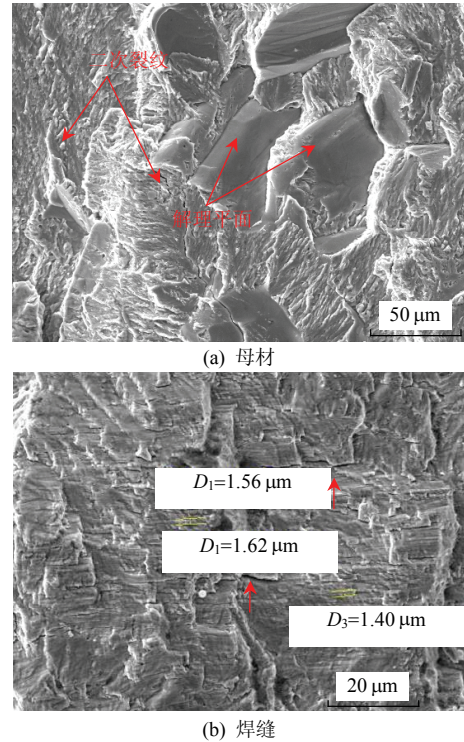 二次裂纹
解理平面
50 μm
(a) 母材
D₁=1.56 μm
D₁=1.62 μm
D₃=1.40 μm
20 μm
(b) 焊缝